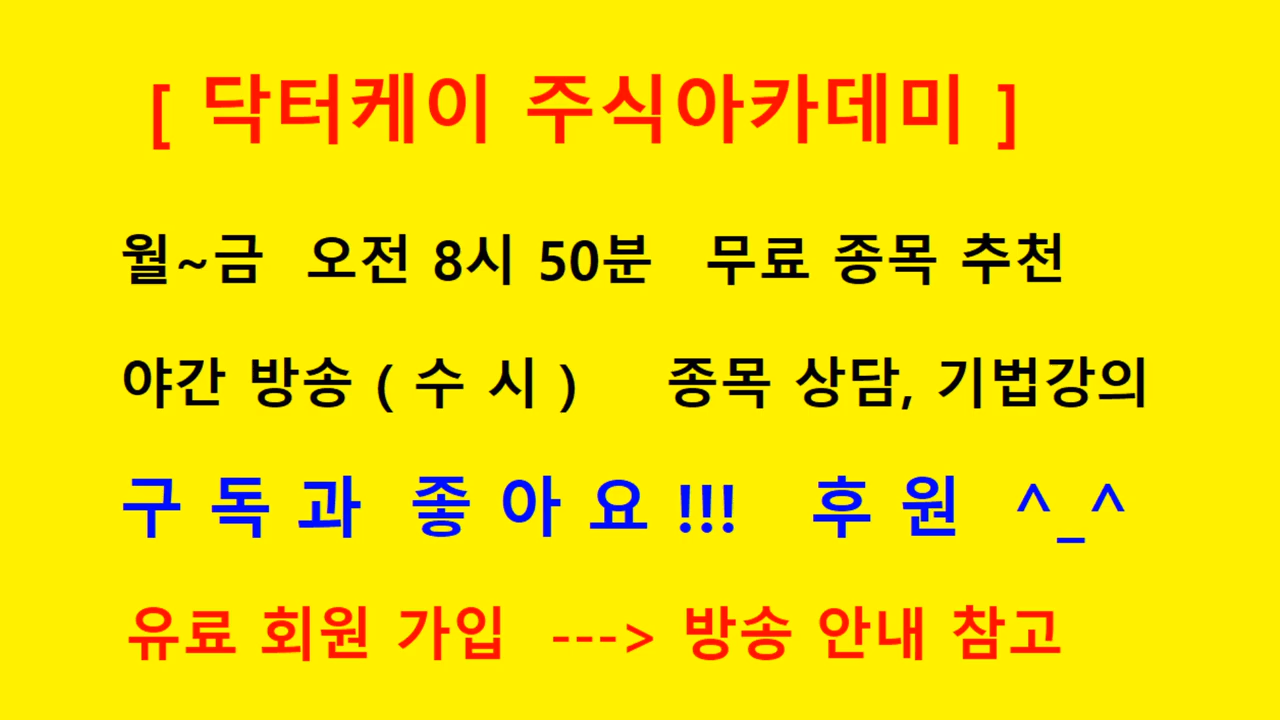 [ 닥터케이 주식아카데미 ]
월~금 오전 8시 50분 무료 종목 추천
야간 방송 ( 수 시 ) 종목 상담, 기법강의
구 독 과 좋 아 요 !!! 후 원 ^_^
유료 회원 가입 ---> 방송 안내 참고